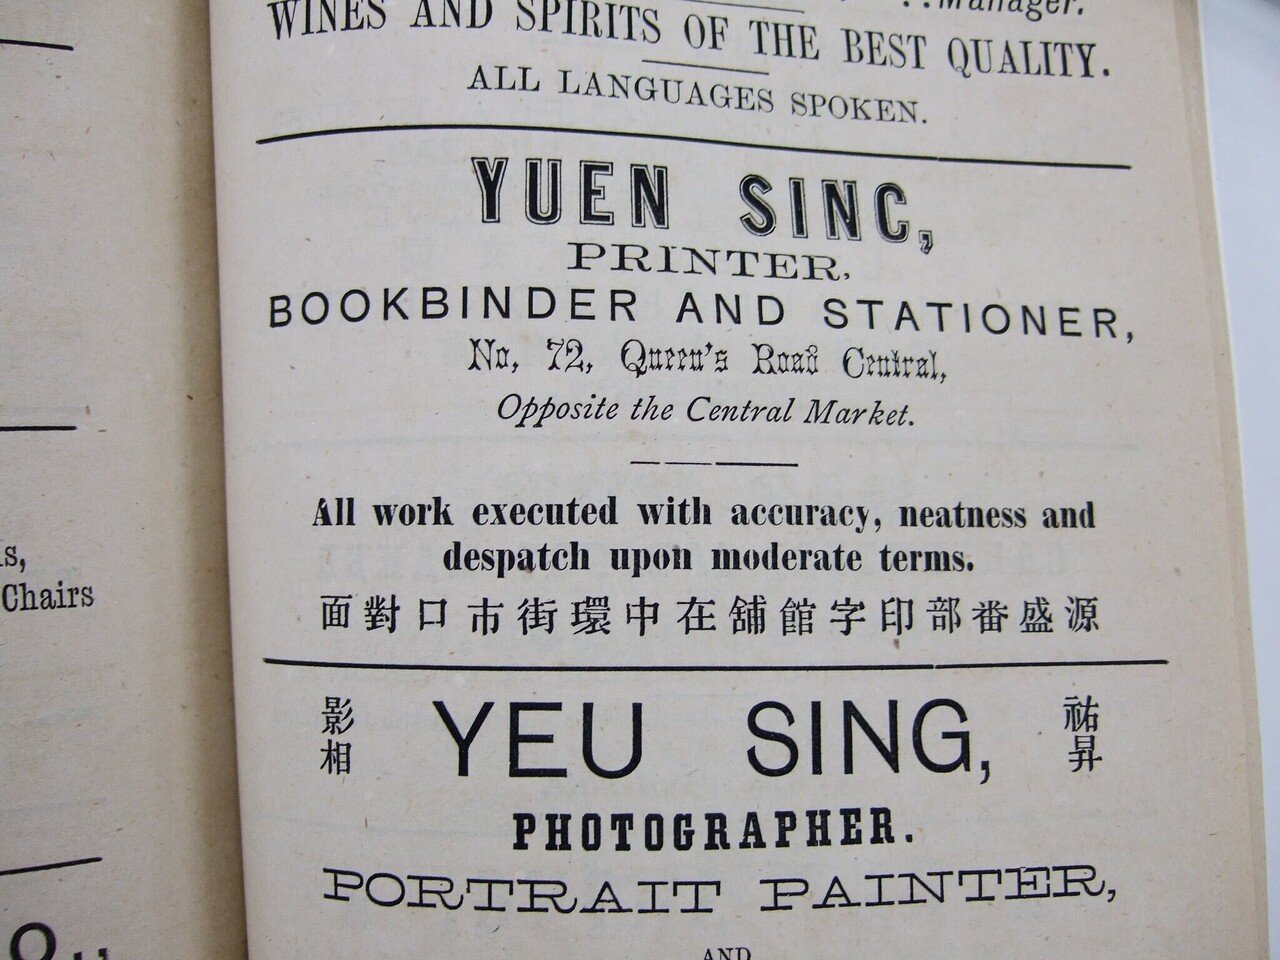 ..Manager.
WINES AND SPIRITS OF THE BEST QUALITY.
ALL LANGUAGES SPOKEN.
YUEN SING,
PRINTER,
BOOKBINDER AND STATIONER,
No, 72, Queen's Road Central,
Opposite the Central Market.
All work executed with accuracy, neatness and
despatch upon moderate terms.
源盛番部印字館舖在中環街市口對面
祐昇
YEU SING,
影相
PHOTOGRAPHER.
PORTRAIT PAINTER,
AND
Chairs